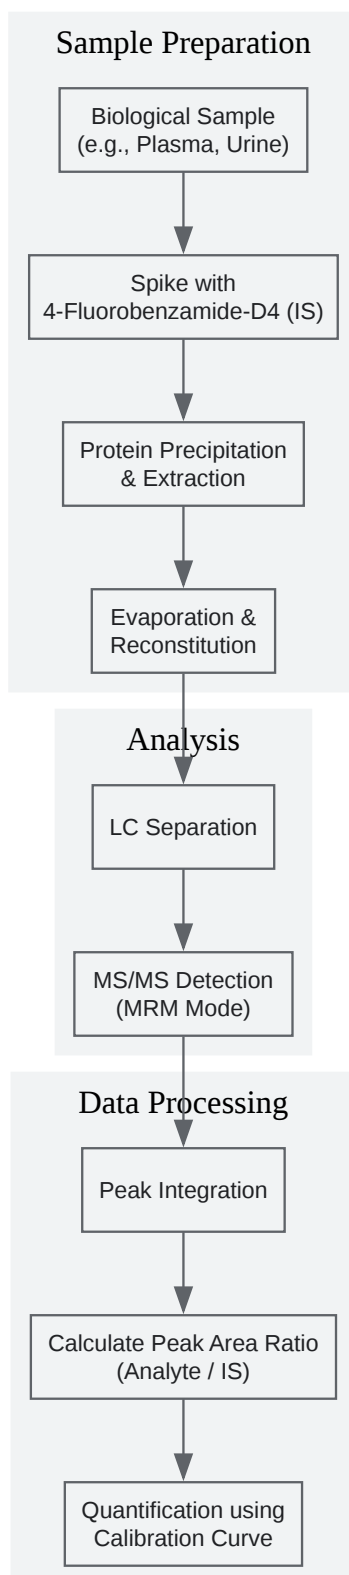 Sample Preparation
Biological Sample
(e.g., Plasma, Urine)
Spike with
4-Fluorobenzamide-D4 (IS)
Protein Precipitation
& Extraction
Evaporation &
Reconstitution
Analysis
LC Separation
MS/MS Detection
(MRM Mode)
Data Processing
Peak Integration
Calculate Peak Area Ratio
(Analyte / IS)
Quantification using
Calibration Curve